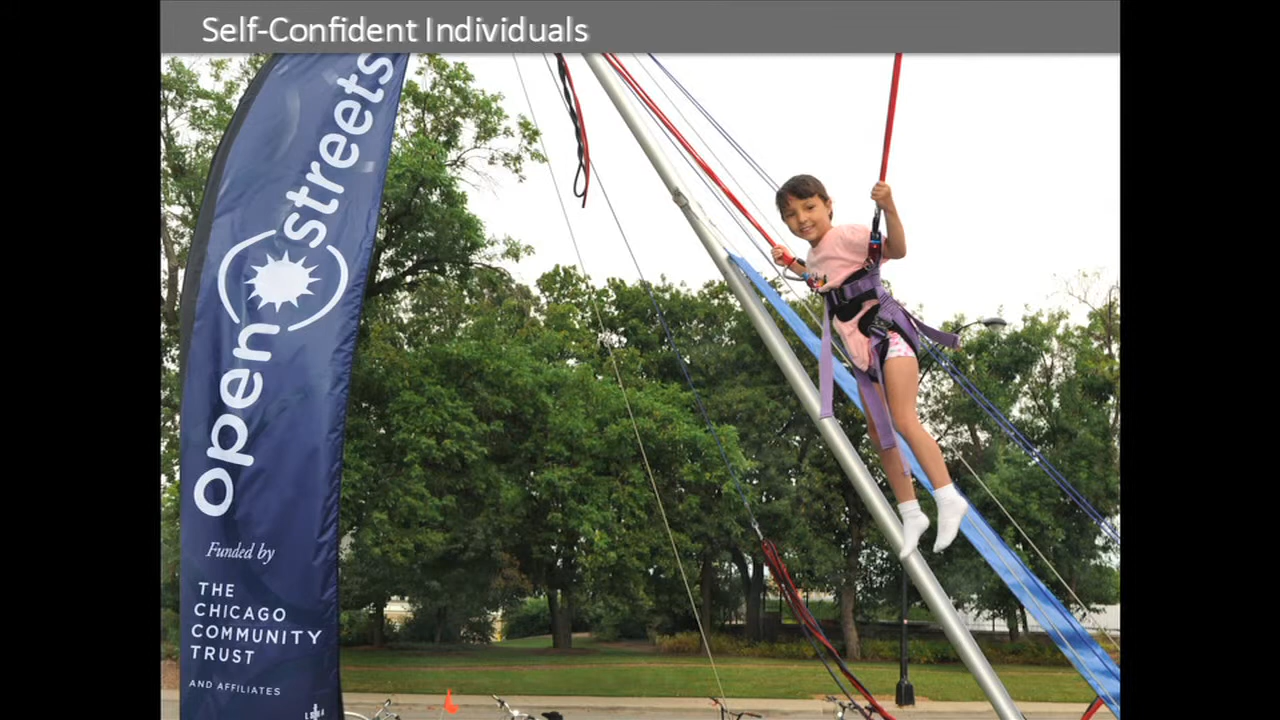 Self-Confident Individuals
open streets
Funded by
THE
CHICAGO
COMMUNITY
TRUST
AND AFFILIATES